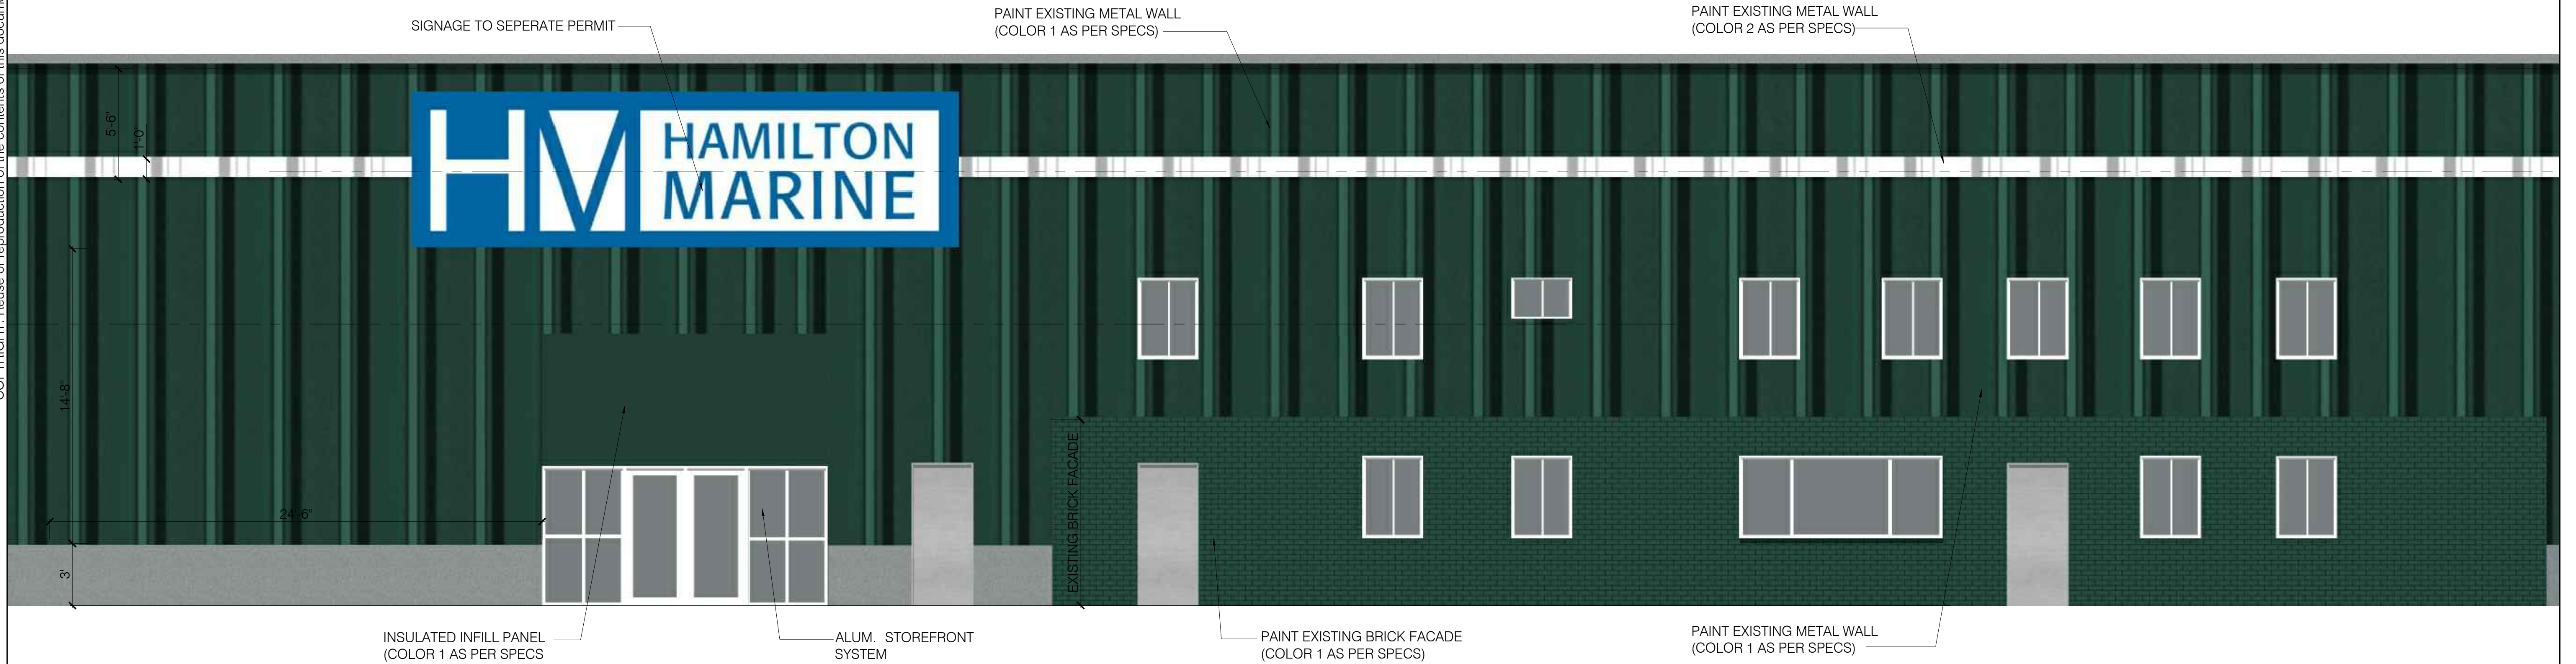 SIGNAGE TO SEPERATE PERMIT
PAINT EXISTING METAL WALL
(COLOR 1 AS PER SPECS)
PAINT EXISTING METAL WALL
(COLOR 2 AS PER SPECS)
HM
HAMILTON
MARINE
5'-6"
1'-0"
14'-8"
24'-6"
3'
EXISTING BRICK FACADE
INSULATED INFILL PANEL
(COLOR 1 AS PER SPECS
ALUM. STOREFRONT
SYSTEM
PAINT EXISTING BRICK FACADE
(COLOR 1 AS PER SPECS)
PAINT EXISTING METAL WALL
(COLOR 1 AS PER SPECS)